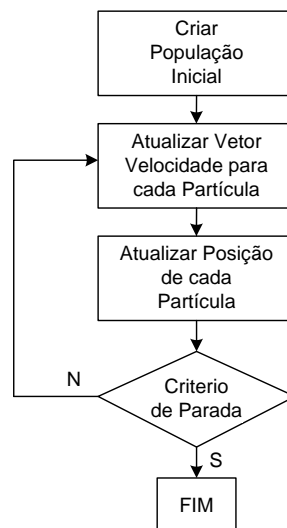 Criar
População
Inicial
Atualizar Vetor
Velocidade para
cada Partícula
Atualizar Posição
de cada
Partícula
N
Criterio
de Parada
S
FIM